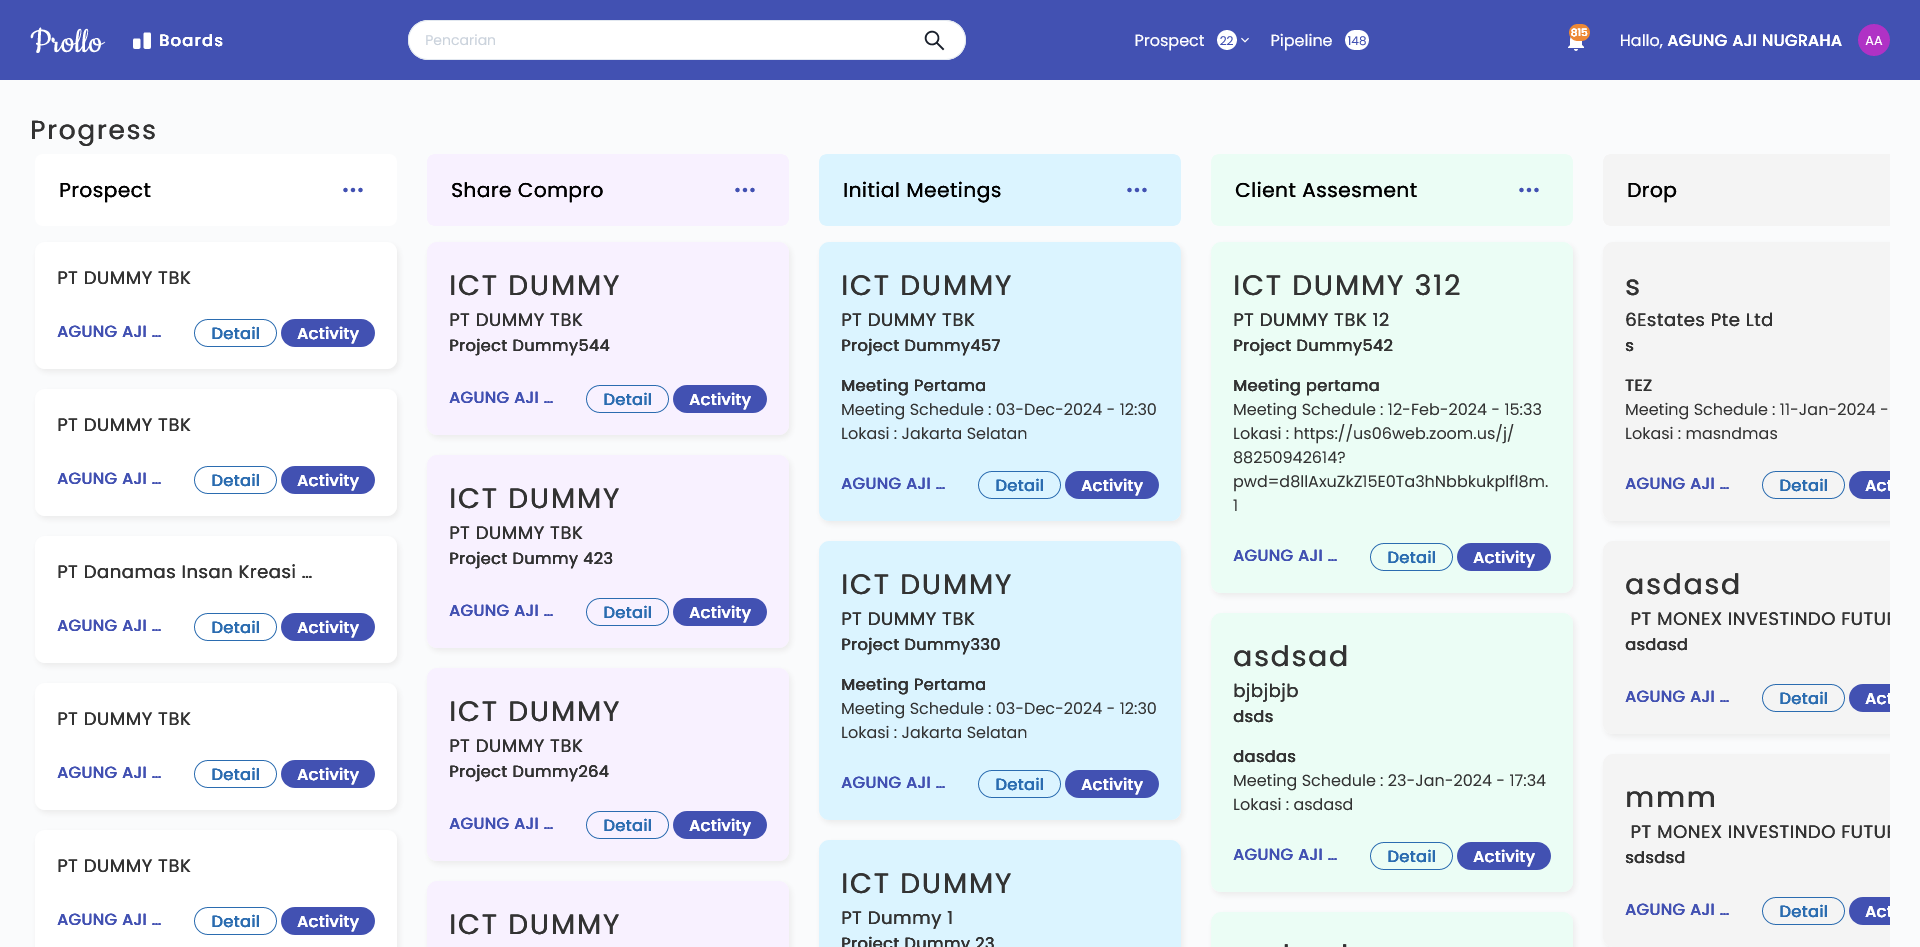 Prollo
Boards
Pencarian
Prospect 22
Pipeline 148
815
Hallo, AGUNG AJI NUGRAHA
AA
Progress
Prospect
PT DUMMY TBK
AGUNG AJI ...
Detail
Activity
PT DUMMY TBK
AGUNG AJI ...
Detail
Activity
PT Danamas Insan Kreasi ...
AGUNG AJI ...
Detail
Activity
PT DUMMY TBK
AGUNG AJI ...
Detail
Activity
PT DUMMY TBK
AGUNG AJI ...
Detail
Activity
Share Compro
ICT DUMMY
PT DUMMY TBK
Project Dummy544
AGUNG AJI ...
Detail
Activity
ICT DUMMY
PT DUMMY TBK
Project Dummy 423
AGUNG AJI ...
Detail
Activity
ICT DUMMY
PT DUMMY TBK
Project Dummy264
AGUNG AJI ...
Detail
Activity
ICT DUMMY
Initial Meetings
ICT DUMMY
PT DUMMY TBK
Project Dummy457
Meeting Pertama
Meeting Schedule : 03-Dec-2024 - 12:30
Lokasi : Jakarta Selatan
AGUNG AJI ...
Detail
Activity
ICT DUMMY
PT DUMMY TBK
Project Dummy330
Meeting Pertama
Meeting Schedule : 03-Dec-2024 - 12:30
Lokasi : Jakarta Selatan
AGUNG AJI ...
Detail
Activity
ICT DUMMY
PT Dummy 1
Project Dummy 23
Client Assesment
ICT DUMMY 312
PT DUMMY TBK 12
Project Dummy542
Meeting pertama
Meeting Schedule : 12-Feb-2024 - 15:33
Lokasi : https://us06web.zoom.us/j/
88250942614?
pwd=d8llAxuZkZ15E0Ta3hNbbkukplfl8m.
1
AGUNG AJI ...
Detail
Activity
asdsad
bjbjbjb
dsds
dasdas
Meeting Schedule : 23-Jan-2024 - 17:34
Lokasi : asdasd
AGUNG AJI ...
Detail
Activity
Drop
s
6Estates Pte Ltd
s
TEZ
Meeting Schedule : 11-Jan-2024 -
Lokasi : masndmas
AGUNG AJI ...
Detail
Act
asdasd
PT MONEX INVESTINDO FUTU
asdasd
AGUNG AJI ...
Detail
Act
mmm
PT MONEX INVESTINDO FUTU
sdsdsd
AGUNG AJI ...
Detail
Act